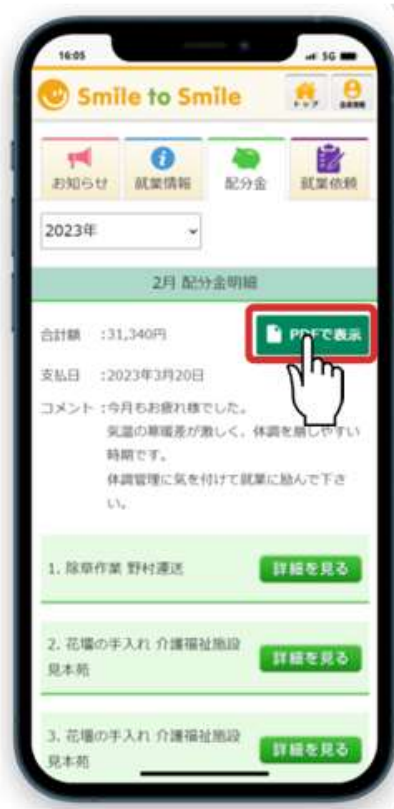 16:05
5G
Smile to Smile
トップ
会員情報
お知らせ
就業情報
配分金
就業依頼
2023年
2月 配分金明細
合計額 :31,340円
PDFで表示
支払日 :2023年3月20日
コメント :今月もお疲れ様でした。
気温の寒暖差が激しく、体調を崩しやすい
時期です。
体調管理に気を付けて就業に励んで下さ
い。
1. 除草作業 野村運送
詳細を見る
2. 花壇の手入れ 介護福祉施設
見本苑
詳細を見る
3. 花壇の手入れ 介護福祉施設
見本苑
詳細を見る